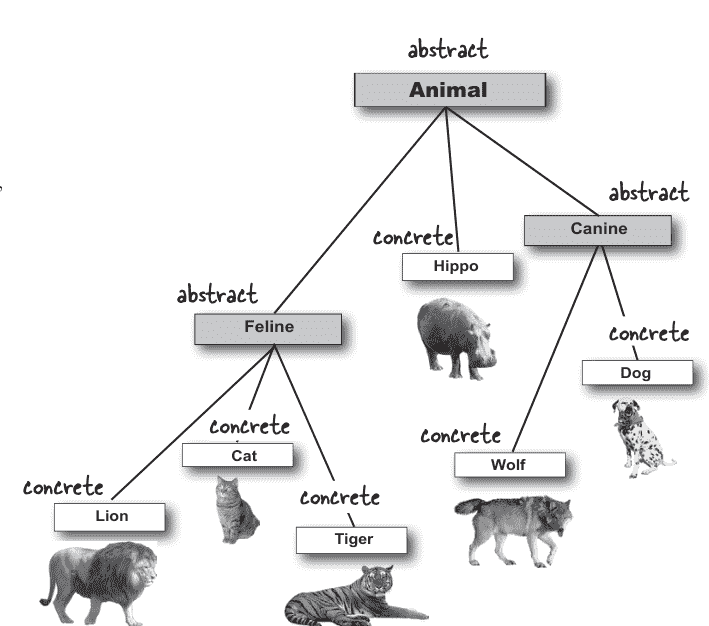 abstract
Animal
abstract
Canine
concrete
Hippo
abstract
Feline
concrete
Dog
concrete
Cat
concrete
Wolf
concrete
Lion
concrete
Tiger